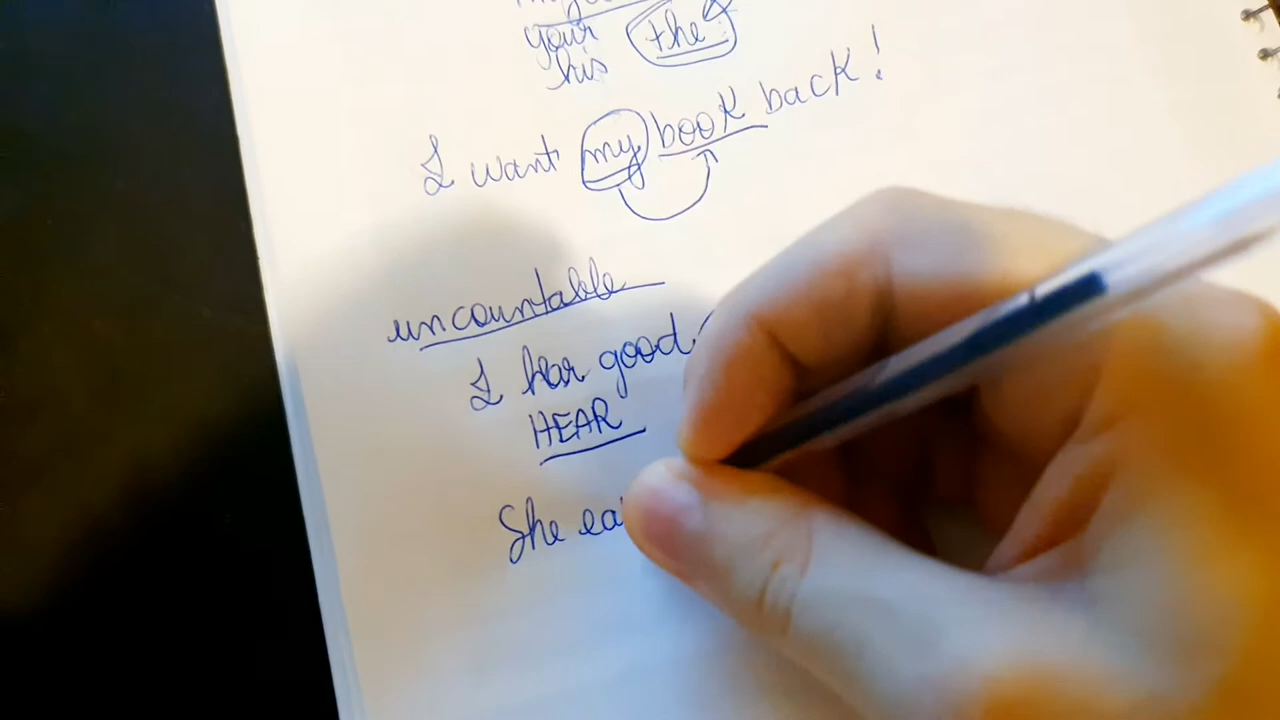 your the
his
I want my book back!
uncountable
I hear good
HEAR
She ea